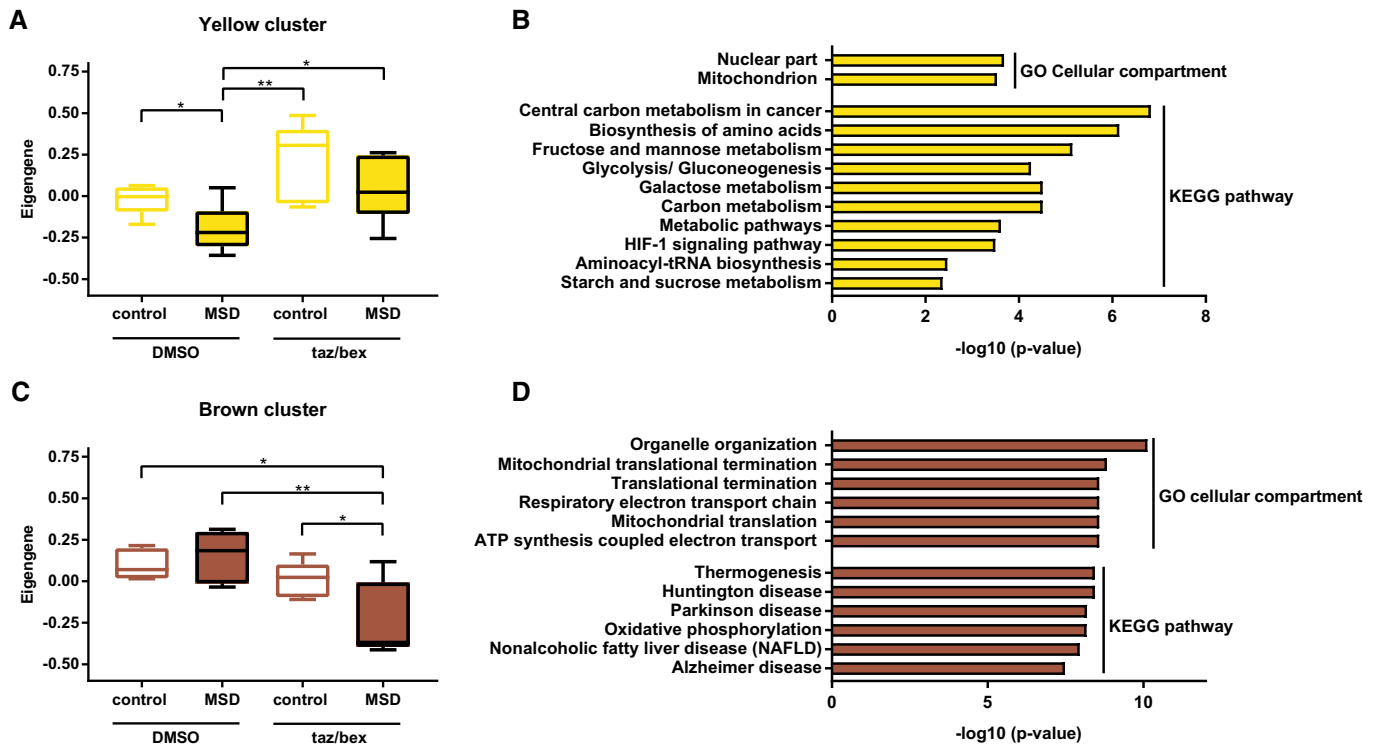 A
Yellow cluster
Eigengene
0.75
0.50
0.25
0.00
-0.25
-0.50
*
**
*
control
MSD
control
MSD
DMSO
taz/bex
B
Nuclear part
Mitochondrion
GO Cellular compartment
Central carbon metabolism in cancer
Biosynthesis of amino acids
Fructose and mannose metabolism
Glycolysis/ Gluconeogenesis
Galactose metabolism
Carbon metabolism
Metabolic pathways
HIF-1 signaling pathway
Aminoacyl-tRNA biosynthesis
Starch and sucrose metabolism
KEGG pathway
0
2
4
6
8
-log10 (p-value)
C
Brown cluster
Eigengene
0.75
0.50
0.25
0.00
-0.25
-0.50
*
**
*
control
MSD
control
MSD
DMSO
taz/bex
D
Organelle organization
Mitochondrial translational termination
Translational termination
Respiratory electron transport chain
Mitochondrial translation
ATP synthesis coupled electron transport
GO cellular compartment
Thermogenesis
Huntington disease
Parkinson disease
Oxidative phosphorylation
Nonalcoholic fatty liver disease (NAFLD)
Alzheimer disease
KEGG pathway
0
5
10
-log10 (p-value)